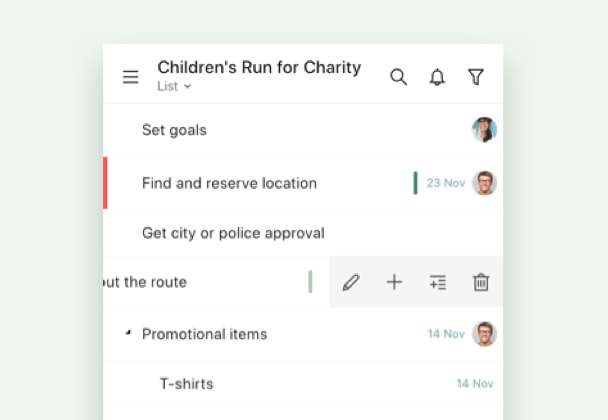 Children's Run for Charity
List
Set goals
Find and reserve location
23 Nov
Get city or police approval
out the route
Promotional items
14 Nov
T-shirts
14 Nov